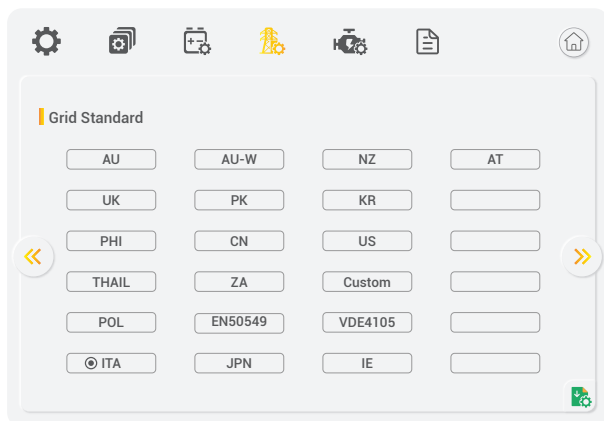 Grid Standard
AU AU-W NZ AT
UK PK KR
PHI CN US
THAIL ZA Custom
POL EN50549 VDE4105
ITA JPN IE